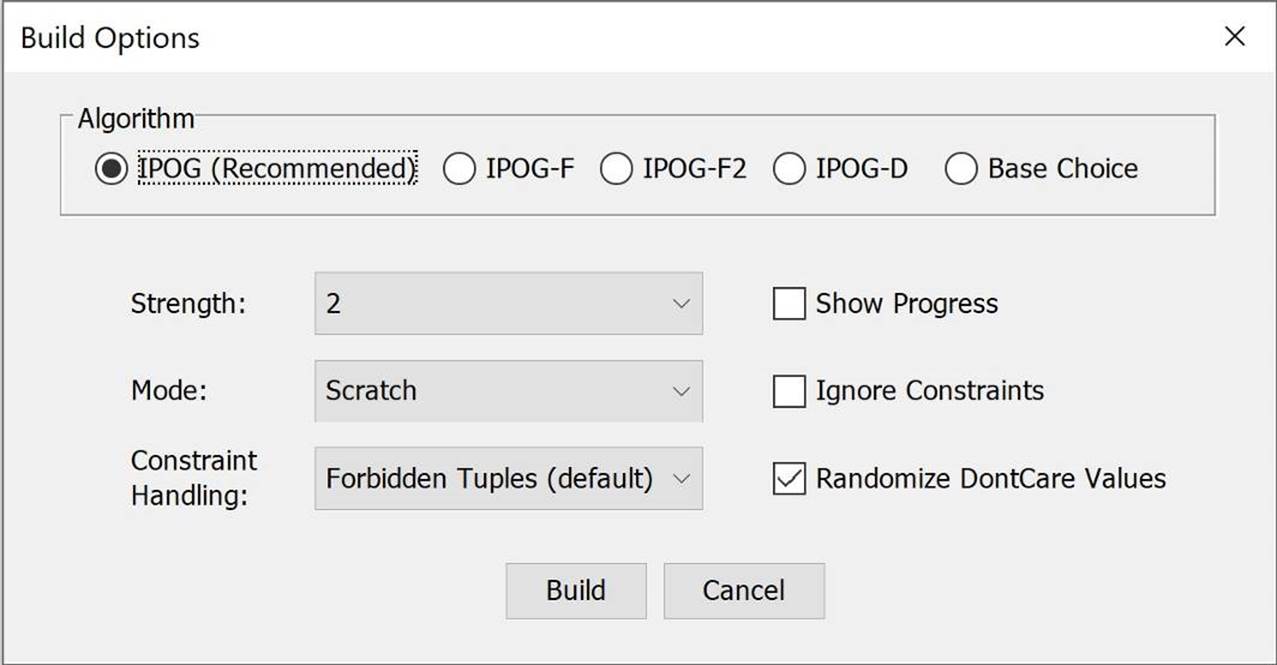 Build Options
Algorithm
IPOG (Recommended) IPOG-F IPOG-F2 IPOG-D Base Choice
Strength: 2 Show Progress
Mode: Scratch Ignore Constraints
Constraint
Handling: Forbidden Tuples (default) Randomize DontCare Values
Build Cancel